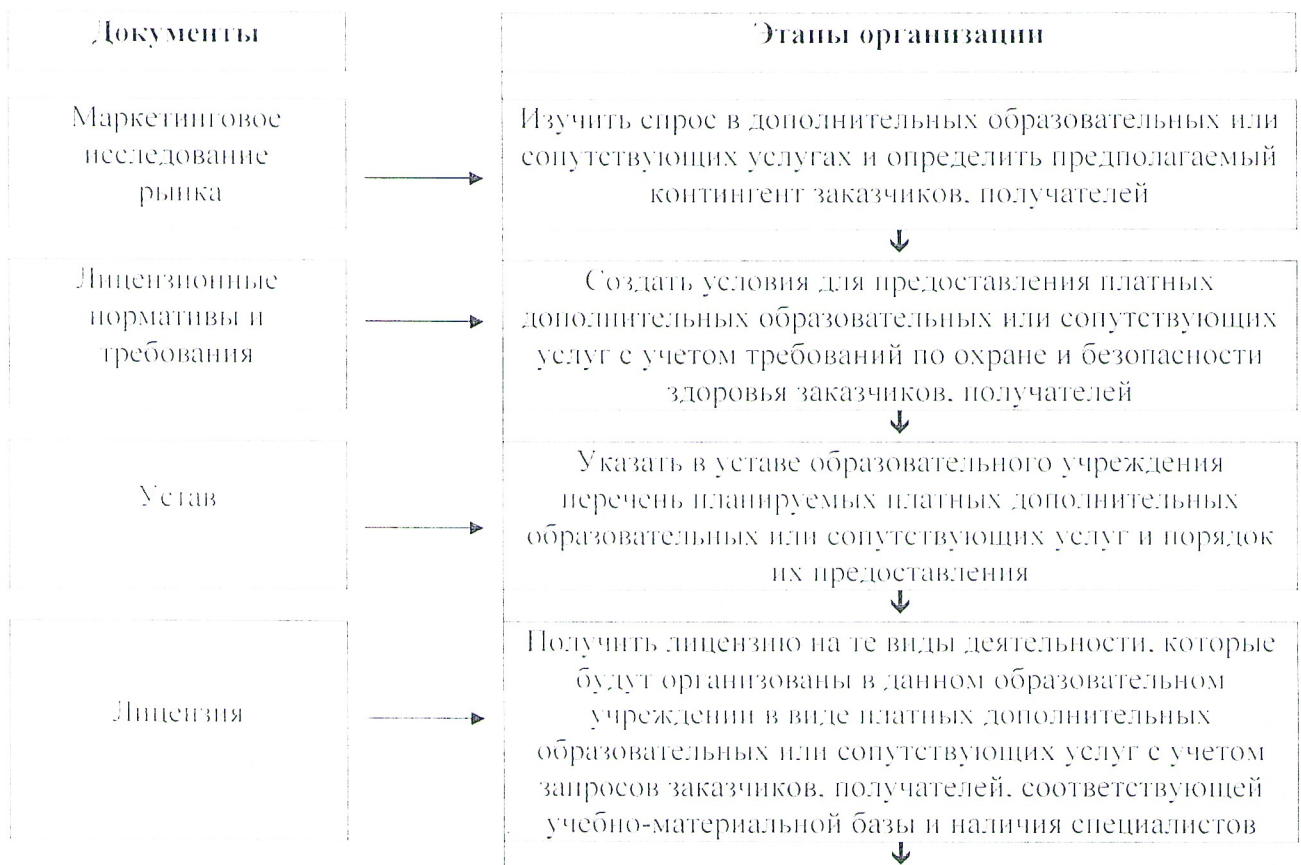 Документы
Этапы организации
Маркетинговое
исследование
рынка
Изучить спрос в дополнительных образовательных или
сопутствующих услугах и определить предполагаемый
контингент заказчиков, получателей
Лицензионные
нормативы и
требования
Создать условия для предоставления платных
дополнительных образовательных или сопутствующих
услуг с учетом требований по охране и безопасности
здоровья заказчиков, получателей
Устав
Указать в уставе образовательного учреждения
перечень планируемых платных дополнительных
образовательных или сопутствующих услуг и порядок
их предоставления
Лицензия
Получить лицензию на те виды деятельности, которые
будут организованы в данном образовательном
учреждении в виде платных дополнительных
образовательных или сопутствующих услуг с учетом
запросов заказчиков, получателей, соответствующей
учебно-материальной базы и наличия специалистов